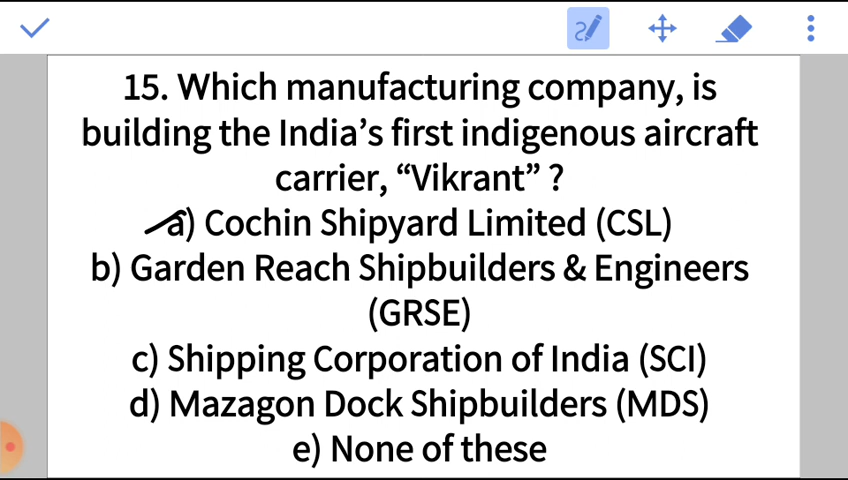 15. Which manufacturing company, is
building the India’s first indigenous aircraft
carrier, “Vikrant” ?
a) Cochin Shipyard Limited (CSL)
b) Garden Reach Shipbuilders & Engineers
(GRSE)
c) Shipping Corporation of India (SCI)
d) Mazagon Dock Shipbuilders (MDS)
e) None of these